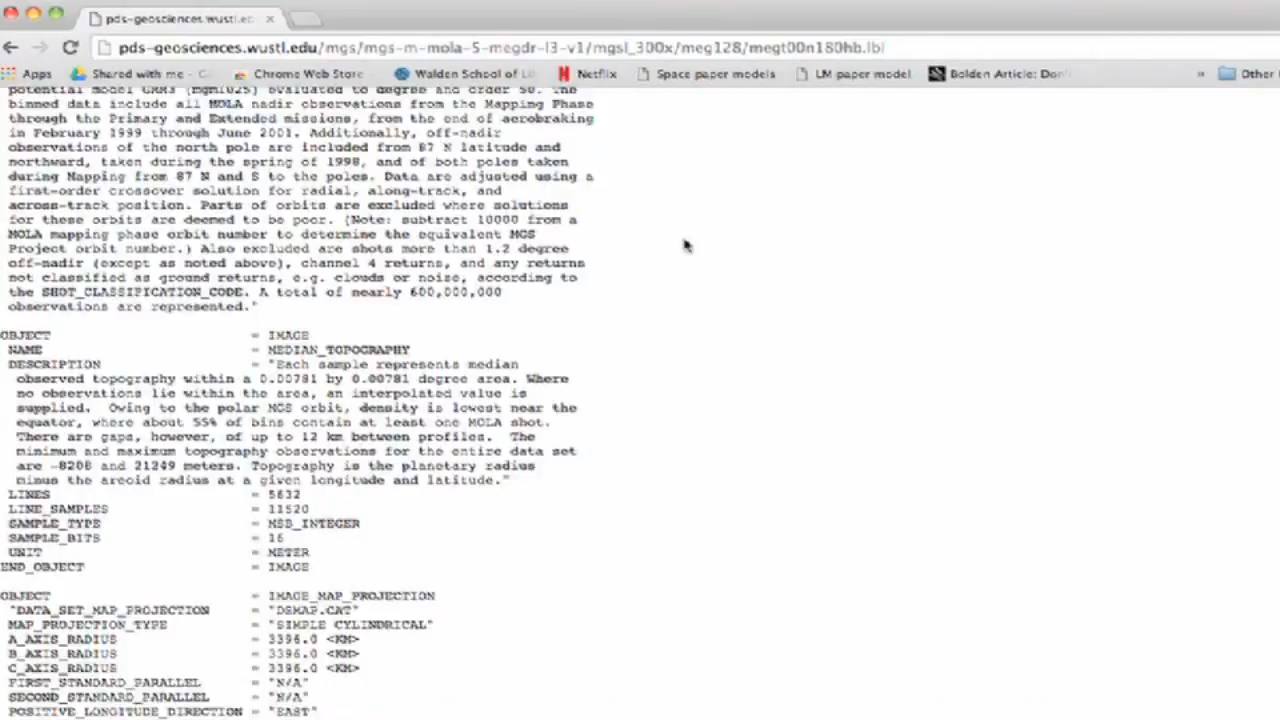 pds-geosciences.wustl.ec
pds-geosciences.wustl.edu/mgs/mgs-m-mola-5-megdr-l3-v1/mgsl_300x/meg128/megt00n180hb.lbl
Apps Shared with me - G Chrome Web Store Walden School of Li Netflix Space paper models LM paper model Bolden Article: Don' » Other
potential model GMM3 (mgm1025) evaluated to degree and order 50. The
binned data include all MOLA nadir observations from the Mapping Phase
through the Primary and Extended missions, from the end of aerobraking
in February 1999 through June 2001. Additionally, off-nadir
observations of the north pole are included from 87 N latitude and
northward, taken during the spring of 1998, and of both poles taken
during Mapping from 87 N and S to the poles. Data are adjusted using a
first-order crossover solution for radial, along-track, and
across-track position. Parts of orbits are excluded where solutions
for these orbits are deemed to be poor. (Note: subtract 10000 from a
MOLA mapping phase orbit number to determine the equivalent MGS
Project orbit number.) Also excluded are shots more than 1.2 degree
off-nadir (except as noted above), channel 4 returns, and any returns
not classified as ground returns, e.g. clouds or noise, according to
the SHOT_CLASSIFICATION_CODE. A total of nearly 600,000,000
observations are represented."
OBJECT = IMAGE
NAME = MEDIAN_TOPOGRAPHY
DESCRIPTION = "Each sample represents median
observed topography within a 0.00781 by 0.00781 degree area. Where
no observations lie within the area, an interpolated value is
supplied. Owing to the polar MGS orbit, density is lowest near the
equator, where about 55% of bins contain at least one MOLA shot.
There are gaps, however, of up to 12 km between profiles. The
minimum and maximum topography observations for the entire data set
are -8208 and 21249 meters. Topography is the planetary radius
minus the areoid radius at a given longitude and latitude."
LINES = 5632
LINE_SAMPLES = 11520
SAMPLE_TYPE = MSB_INTEGER
SAMPLE_BITS = 16
UNIT = METER
END_OBJECT = IMAGE
OBJECT = IMAGE_MAP_PROJECTION
^DATA_SET_MAP_PROJECTION = "DSMAP.CAT"
MAP_PROJECTION_TYPE = "SIMPLE CYLINDRICAL"
A_AXIS_RADIUS = 3396.0 <KM>
B_AXIS_RADIUS = 3396.0 <KM>
C_AXIS_RADIUS = 3396.0 <KM>
FIRST_STANDARD_PARALLEL = "N/A"
SECOND_STANDARD_PARALLEL = "N/A"
POSITIVE_LONGITUDE_DIRECTION = "EAST"